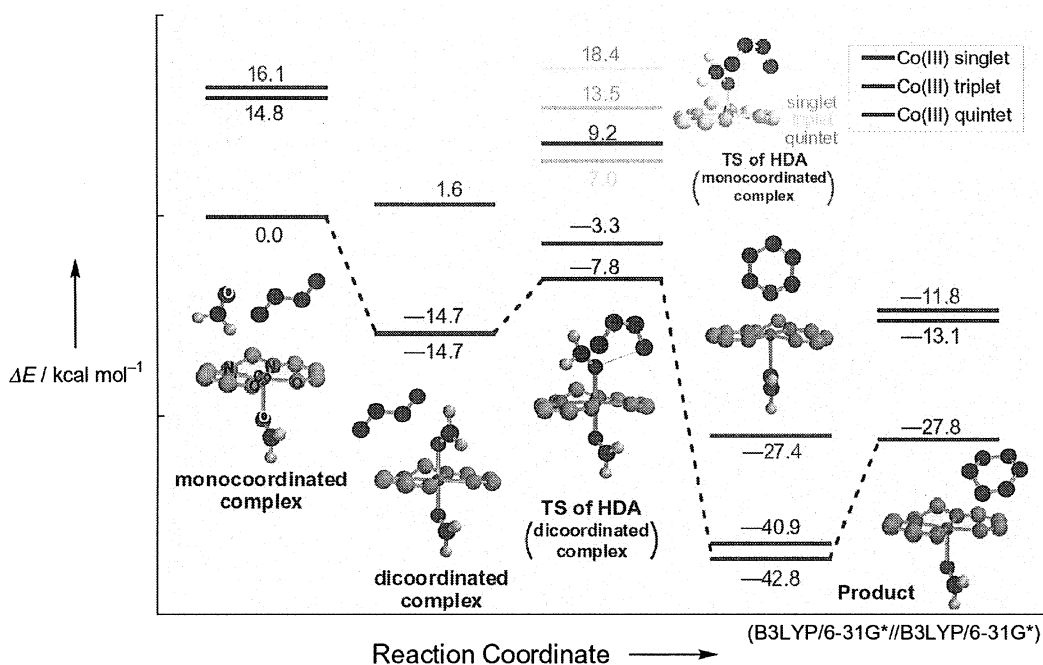 16.1
14.8
0.0
1.6
—14.7
—14.7
18.4
13.5
9.2
7.0
—3.3
—7.8
singlet
triplet
quintet
TS of HDA
(monocoordinated
complex)
Co(III) singlet
Co(III) triplet
Co(III) quintet
ΔE / kcal mol⁻¹
N
N
Co
O
O
O
O
monocoordinated
complex
dicoordinated
complex
TS of HDA
(dicoordinated
complex)
—27.4
—40.9
—42.8
—11.8
—13.1
—27.8
Product
(B3LYP/6-31G*//B3LYP/6-31G*)
Reaction Coordinate